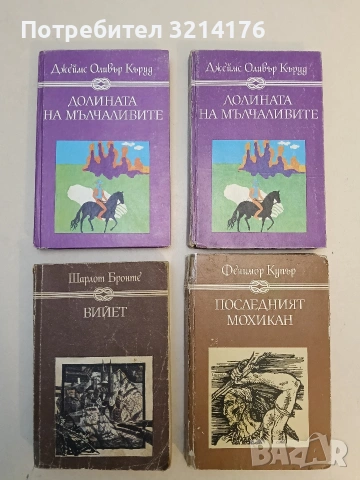 Потребител 3214176
Джеймс Оливър Кърууд
ДОЛИНАТА
НА МЪЛЧАЛИВИТЕ
Джеймс Оливър Кърууд
ДОЛИНАТА
НА МЪЛЧАЛИВИТЕ
Шарлот Бронте
ВИЙЕТ
Фенимор Купър
ПОСЛЕДНИЯТ
МОХИКАН
BAZAR